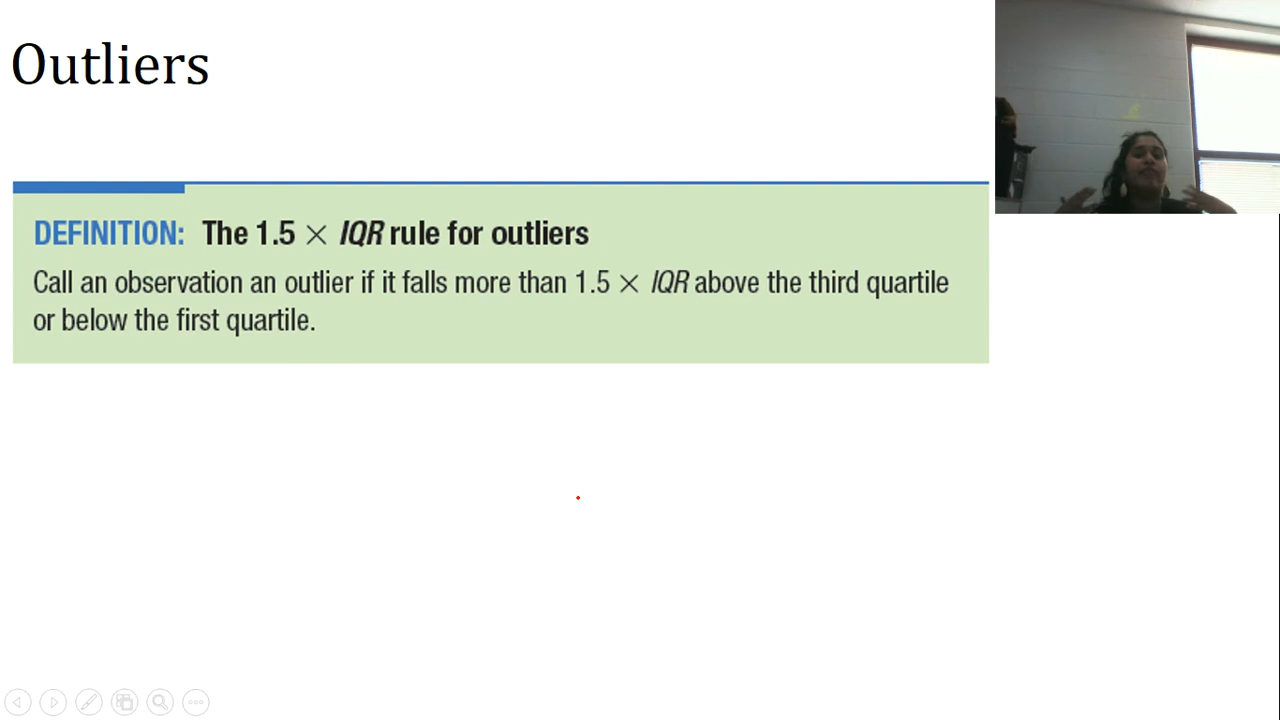 Outliers
DEFINITION: The 1.5 × IQR rule for outliers
Call an observation an outlier if it falls more than 1.5 × IQR above the third quartile
or below the first quartile.